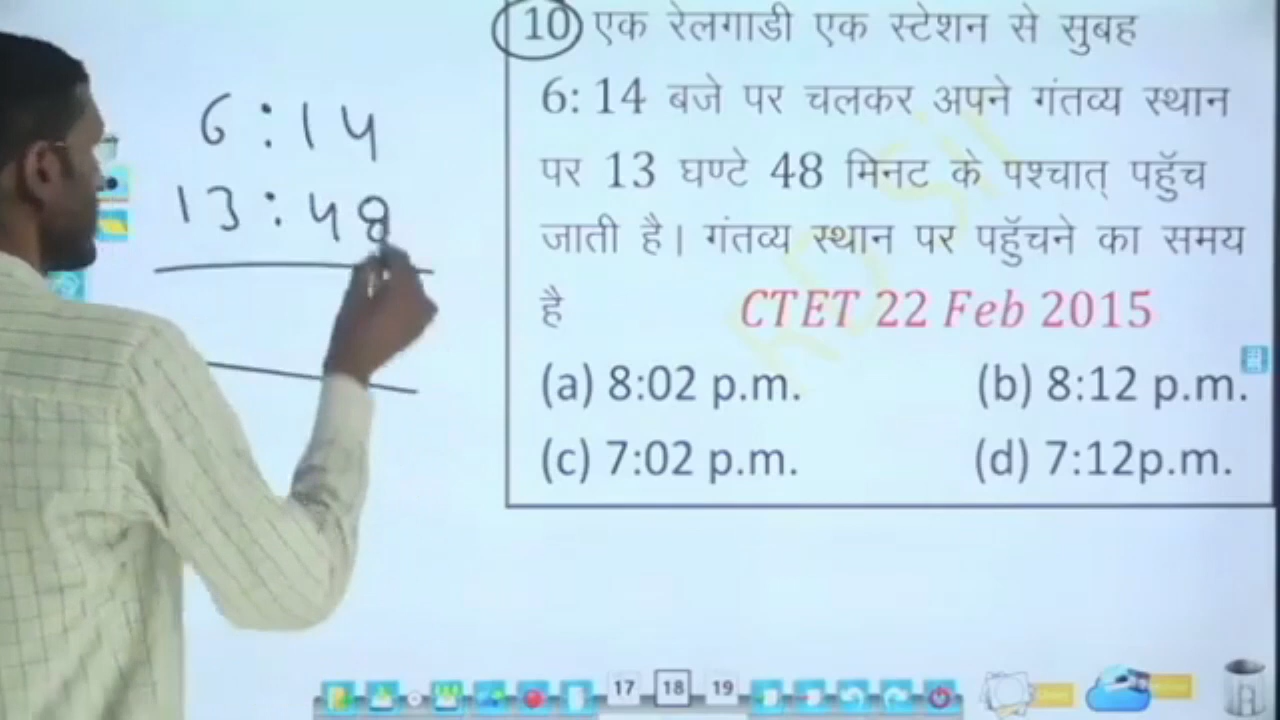 6:14
13:48
10 एक रेलगाडी एक स्टेशन से सुबह
6:14 बजे पर चलकर अपने गंतव्य स्थान
पर 13 घण्टे 48 मिनट के पश्चात् पहुँच
जाती है। गंतव्य स्थान पर पहुँचने का समय
है CTET 22 Feb 2015
(a) 8:02 p.m. (b) 8:12 p.m.
(c) 7:02 p.m. (d) 7:12p.m.
17 18 19